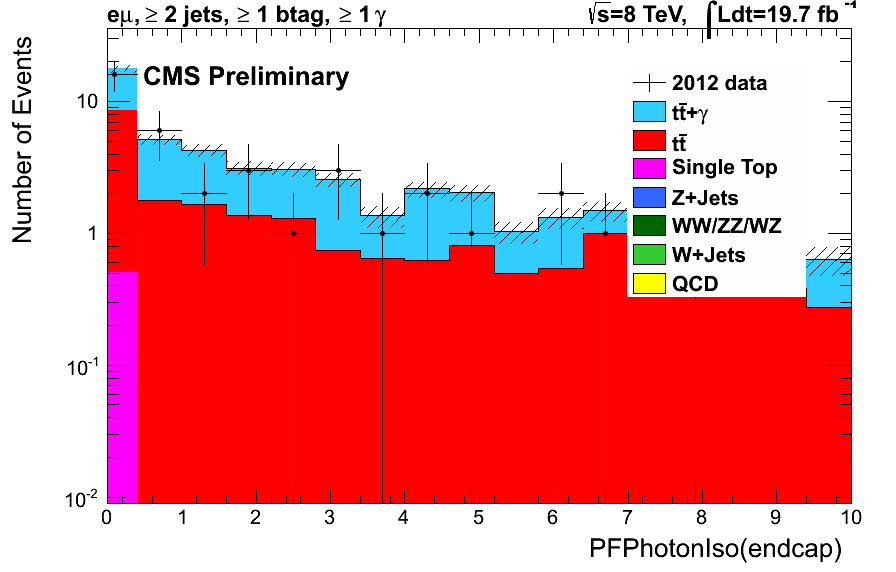 eμ, ≥ 2 jets, ≥ 1 btag, ≥ 1 γ
√s=8 TeV, ∫Ldt=19.7 fb⁻¹
CMS Preliminary
2012 data
tt̄+γ
tt̄
Single Top
Z+Jets
WW/ZZ/WZ
W+Jets
QCD
Number of Events
10
1
10⁻¹
10⁻²
0 1 2 3 4 5 6 7 8 9 10
PFPhotonIso(endcap)